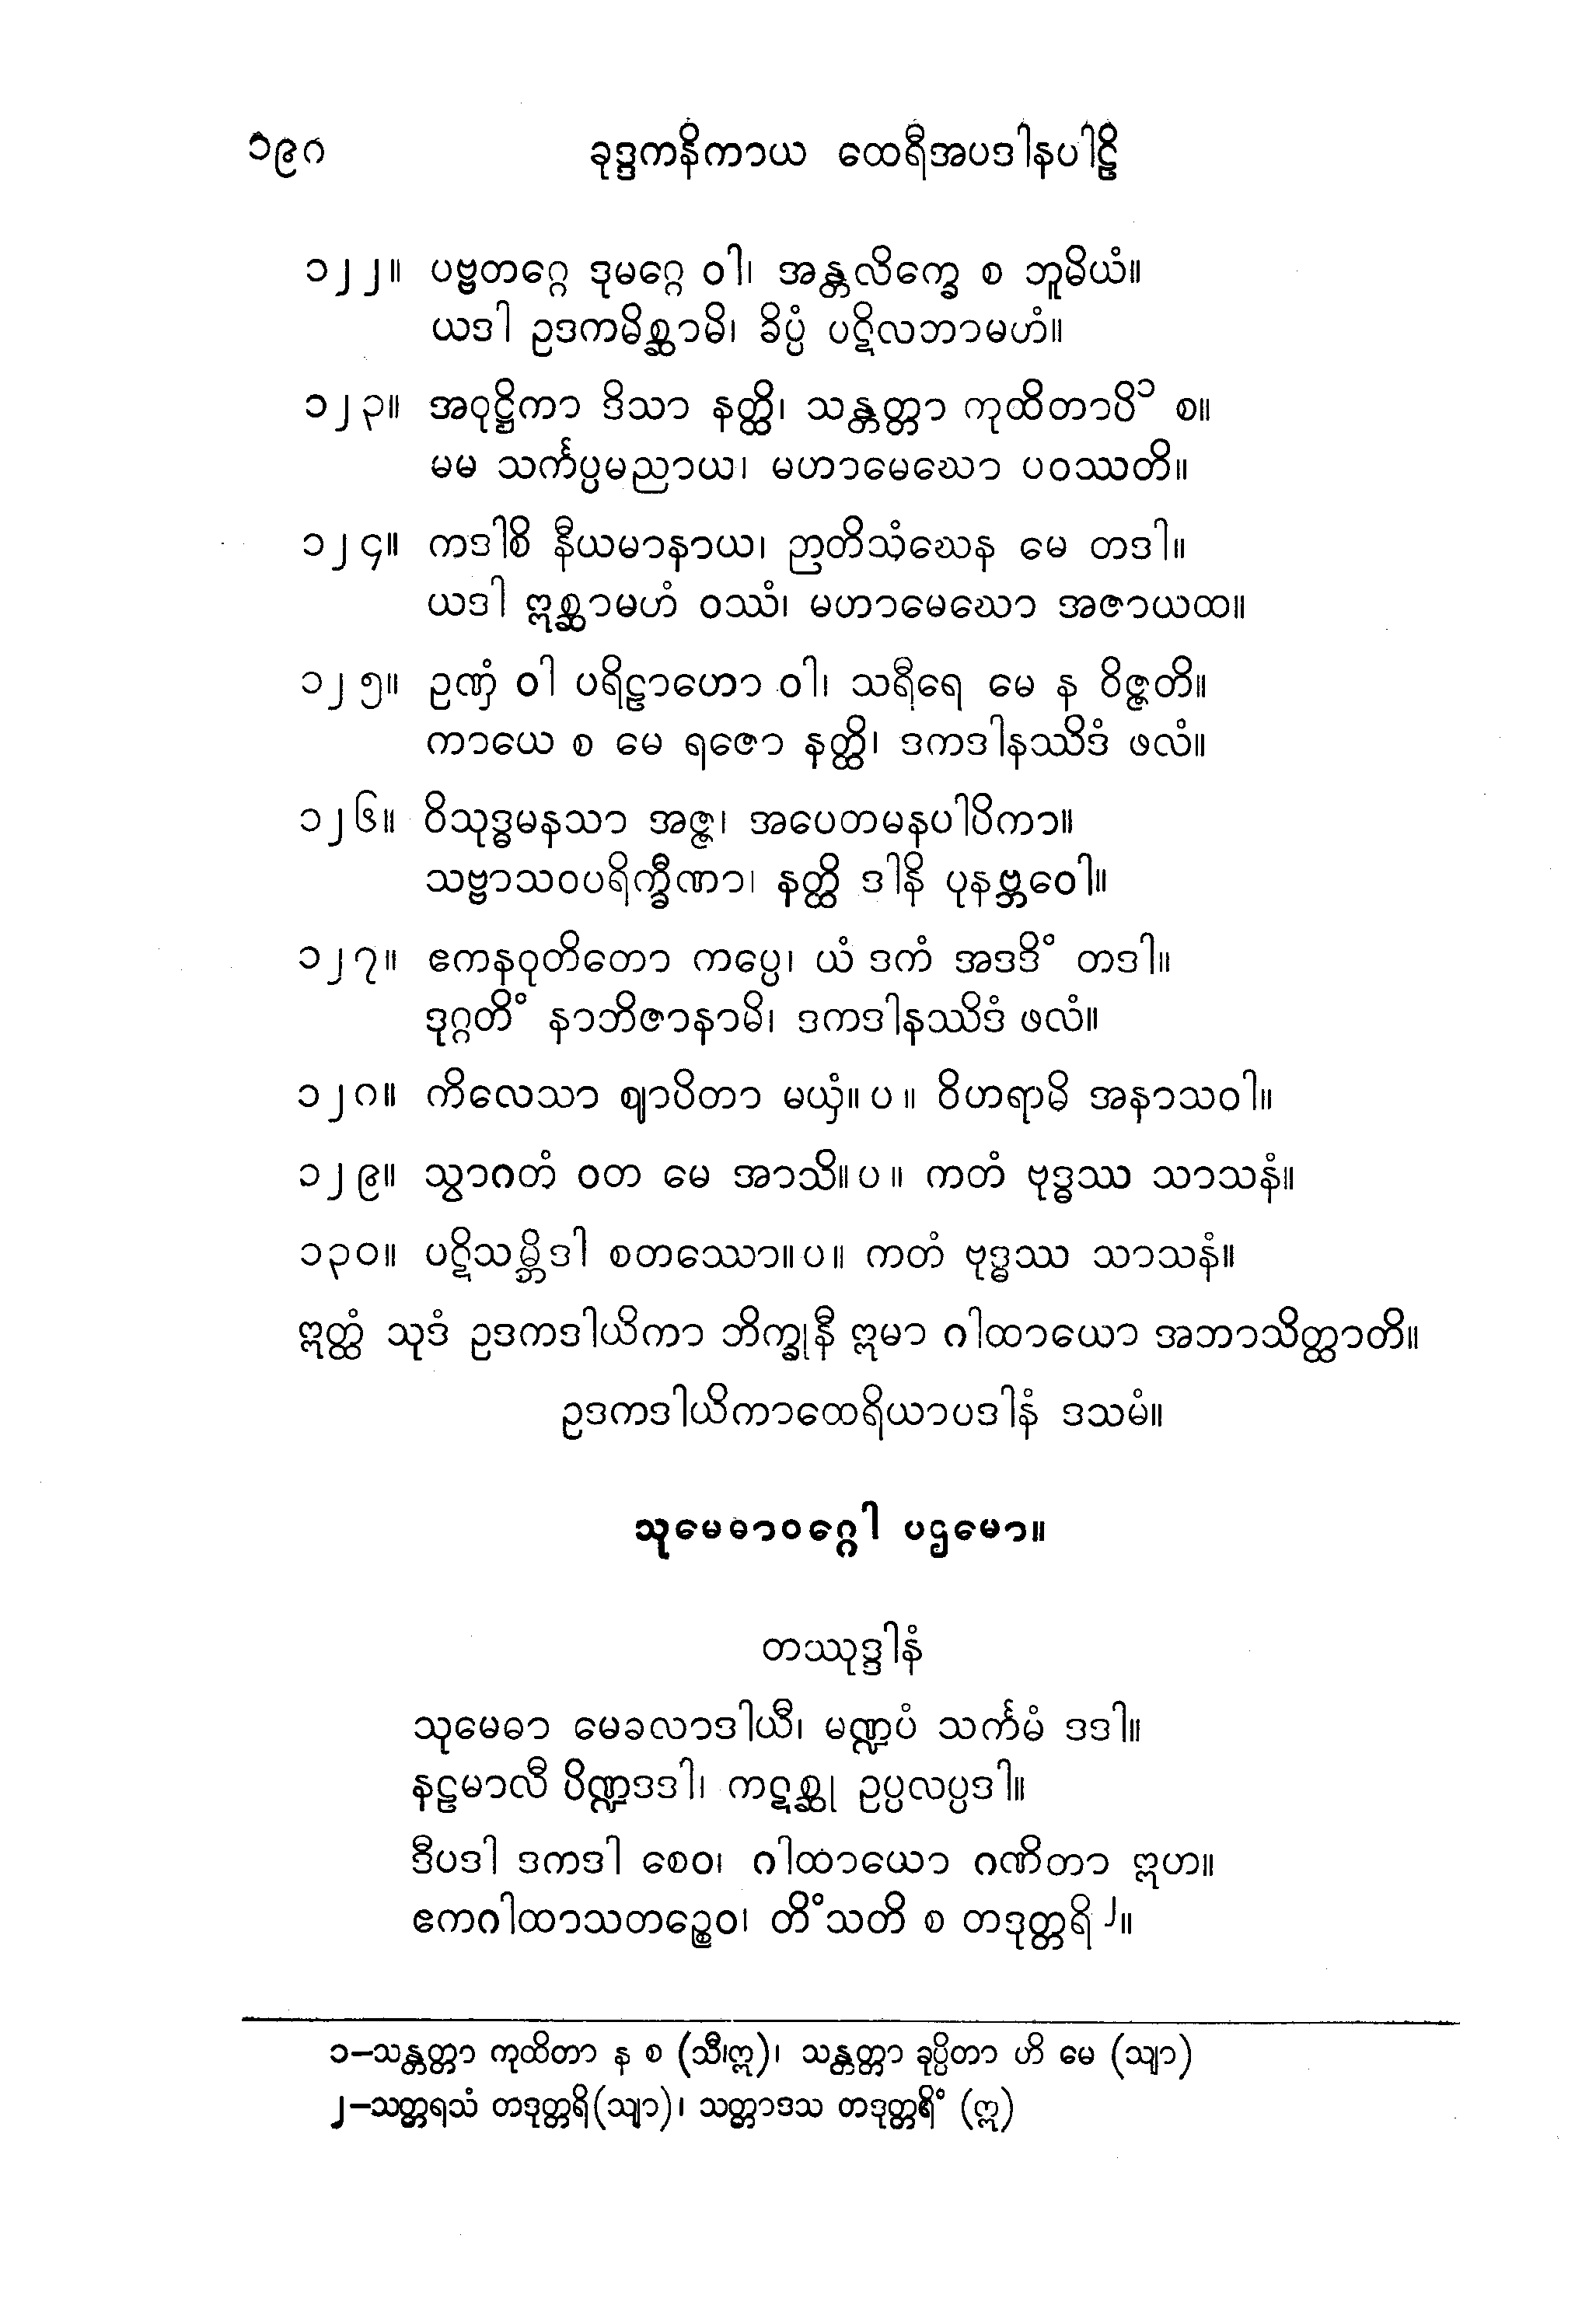 ၁၉၈ ခုဒ္ဒကနိကာယ ထေရီအပဒါနပါဠိ
၁၂၂။ ပဗ္ဗတဂ္ဂေ ဒုမဂ္ဂေ ဝါ၊ အန္တလိက္ခေ စ ဘူမိယံ။
ယဒါ ဥဒကမိစ္ဆာမိ၊ ခိပ္ပံ ပဋိလဘာမဟံ။
၁၂၃။ အဝုဋ္ဌိကာ ဒိသာ နတ္ထိ၊ သန္တတ္တာ ကုထိတာပိ၁ စ။
မမ သင်္ကပ္ပမညာယ၊ မဟာမေဃော ပဝဿတိ။
၁၂၄။ ကဒါစိ နီယမာနာယ၊ ဉာတိသံဃေန မေ တဒါ။
ယဒါ ဣစ္ဆာမဟံ ဝဿံ၊ မဟာမေဃော အဇာယထ။
၁၂၅။ ဥဏှံ ဝါ ပရိဠာဟော ဝါ၊ သရီရေ မေ န ဝိဇ္ဇတိ။
ကာယေ စ မေ ရဇော နတ္ထိ၊ ဒကဒါနဿိဒံ ဖလံ။
၁၂၆။ ဝိသုဒ္ဓမနသာ အဇ္ဇ၊ အပေတမနပါပိကာ။
သဗ္ဗာသဝပရိက္ခီဏာ၊ နတ္ထိ ဒါနိ ပုနဗ္ဘဝေါ။
၁၂၇။ ဧကနဝုတိတော ကပ္ပေ၊ ယံ ဒကံ အဒဒိံ တဒါ။
ဒုဂ္ဂတိံ နာဘိဇာနာမိ၊ ဒကဒါနဿိဒံ ဖလံ။
၁၂၈။ ကိလေသာ ဈာပိတာ မယှံ။ ပ ။ ဝိဟရာမိ အနာသဝါ။
၁၂၉။ သွာဂတံ ဝတ မေ အာသိ။ ပ ။ ကတံ ဗုဒ္ဓဿ သာသနံ။
၁၃၀။ ပဋိသမ္ဘိဒါ စတဿော။ ပ။ ကတံ ဗုဒ္ဓဿ သာသနံ။
ဣတ္ထံ သုဒံ ဥဒကဒါယိကာ ဘိက္ခုနီ ဣမာ ဂါထာယော အဘာသိတ္ထာတိ။
ဥဒကဒါယိကာထေရိယာပဒါနံ ဒသမံ။
သုမေဓာဝဂ္ဂေါ ပဌမော။
တဿုဒ္ဒါနံ
သုမေဓာ မေခလာဒါယီ၊ မဏ္ဍပံ သင်္ကမံ ဒဒါ။
နဠမာလီ ပိဏ္ဍဒဒါ၊ ကဋစ္ဆု ဥပ္ပလပ္ပဒါ။
ဒီပဒါ ဒကဒါ စေဝ၊ ဂါထာယော ဂဏိတာ ဣဟ။
ဧကဂါထာသတဉ္စေဝ၊ တိံသတိ စ တဒုတ္တရိ၂။
၁–သန္တတ္တာ ကုထိတာ န စ (သီ၊ဣ)၊ သန္တတ္တာ ခုပ္ပိတာ ဟိ မေ (သျာ)
၂–သတ္တရသံ တဒုတ္တရိ(သျာ)၊ သတ္တာဒသ တဒုတ္တရိံ (ဣ)